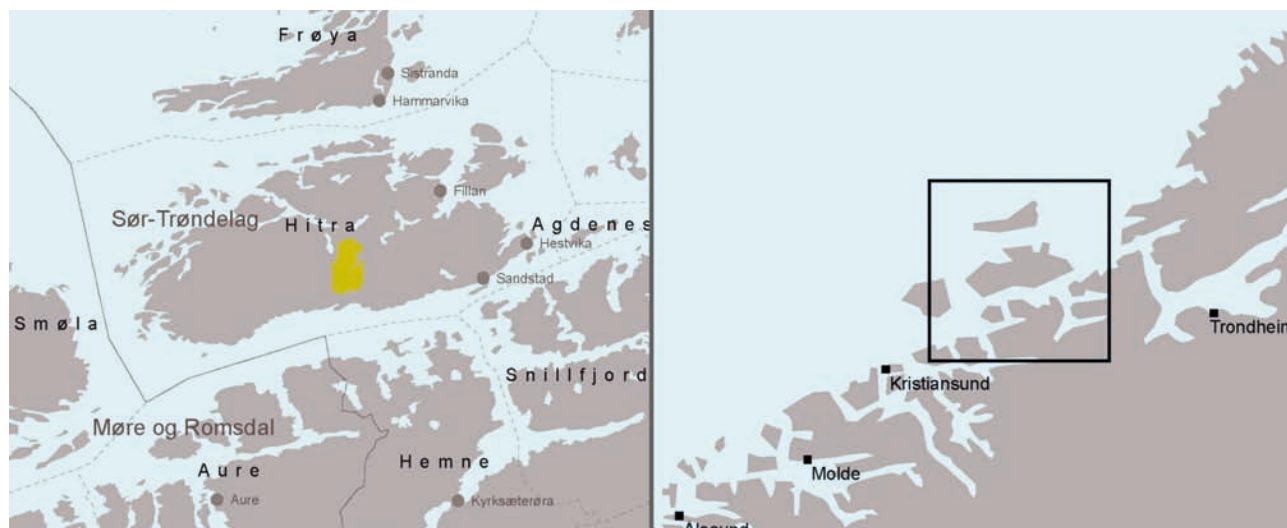 Frøya
Sistranda
Hammarvika
Fillan
Sør-Trøndelag
Hitra
Agdenes
Hestvika
Sandstad
Smøla
Snillfjord
Møre og Romsdal
Aure
Hemne
Aure
Kyrksæterøra
Trondheim
Kristiansund
Molde
Ålesund